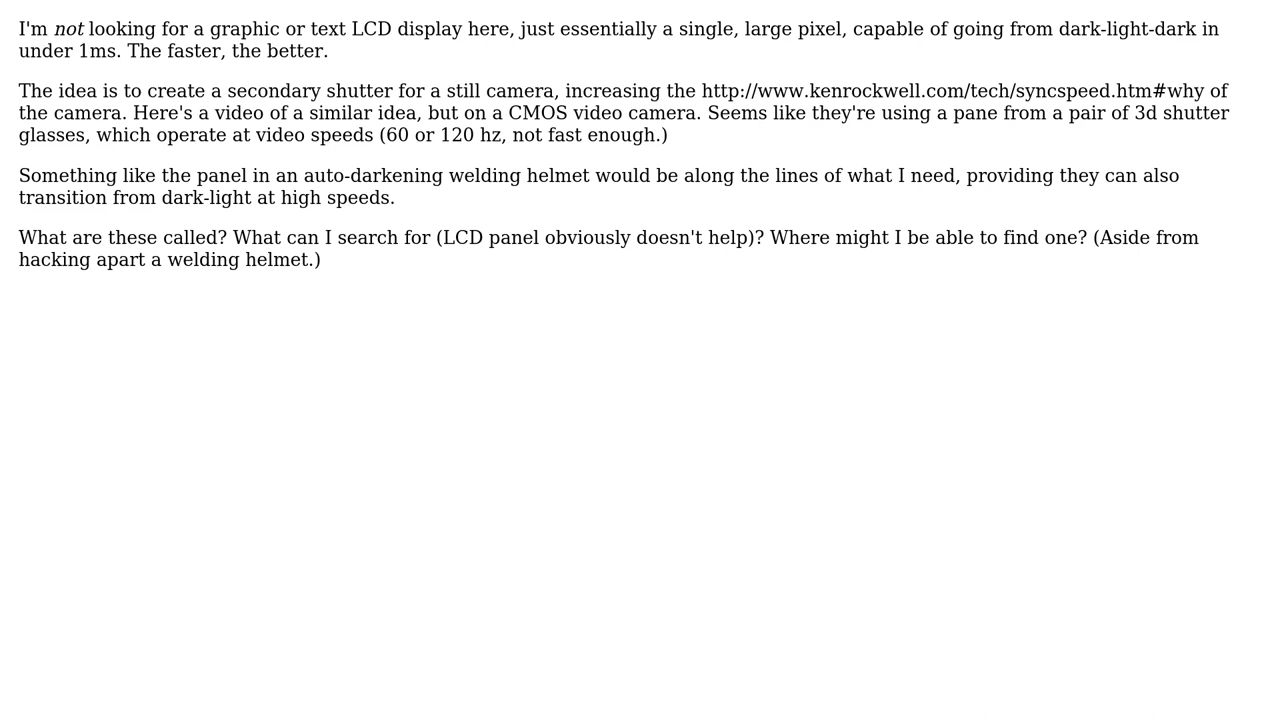 I'm not looking for a graphic or text LCD display here, just essentially a single, large pixel, capable of going from dark-light-dark in
under 1ms. The faster, the better.
The idea is to create a secondary shutter for a still camera, increasing the http://www.kenrockwell.com/tech/syncspeed.htm#why of
the camera. Here's a video of a similar idea, but on a CMOS video camera. Seems like they're using a pane from a pair of 3d shutter
glasses, which operate at video speeds (60 or 120 hz, not fast enough.)
Something like the panel in an auto-darkening welding helmet would be along the lines of what I need, providing they can also
transition from dark-light at high speeds.
What are these called? What can I search for (LCD panel obviously doesn't help)? Where might I be able to find one? (Aside from
hacking apart a welding helmet.)